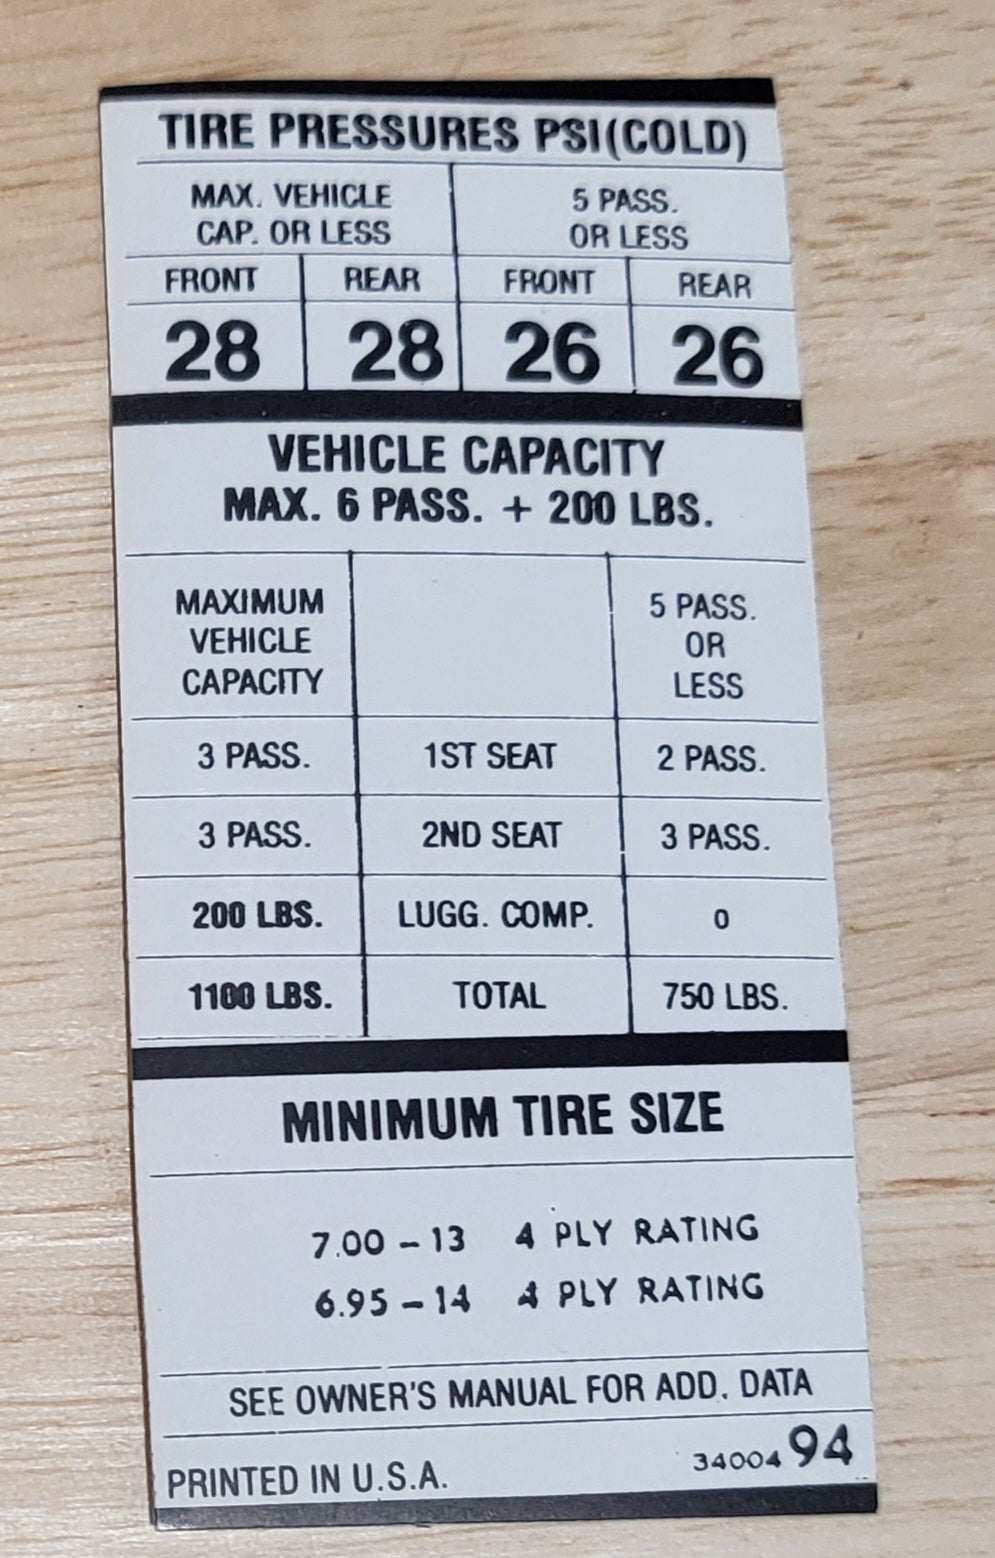 TIRE PRESSURES PSI(COLD)
MAX. VEHICLE
CAP. OR LESS
5 PASS.
OR LESS
FRONT REAR FRONT REAR
28 28 26 26
VEHICLE CAPACITY
MAX. 6 PASS. + 200 LBS.
MAXIMUM
VEHICLE
CAPACITY
5 PASS.
OR
LESS
3 PASS. 1ST SEAT 2 PASS.
3 PASS. 2ND SEAT 3 PASS.
200 LBS. LUGG. COMP. 0
1100 LBS. TOTAL 750 LBS.
MINIMUM TIRE SIZE
7.00 – 13 4 PLY RATING
6.95 – 14 4 PLY RATING
SEE OWNER'S MANUAL FOR ADD. DATA
PRINTED IN U.S.A. 3400494